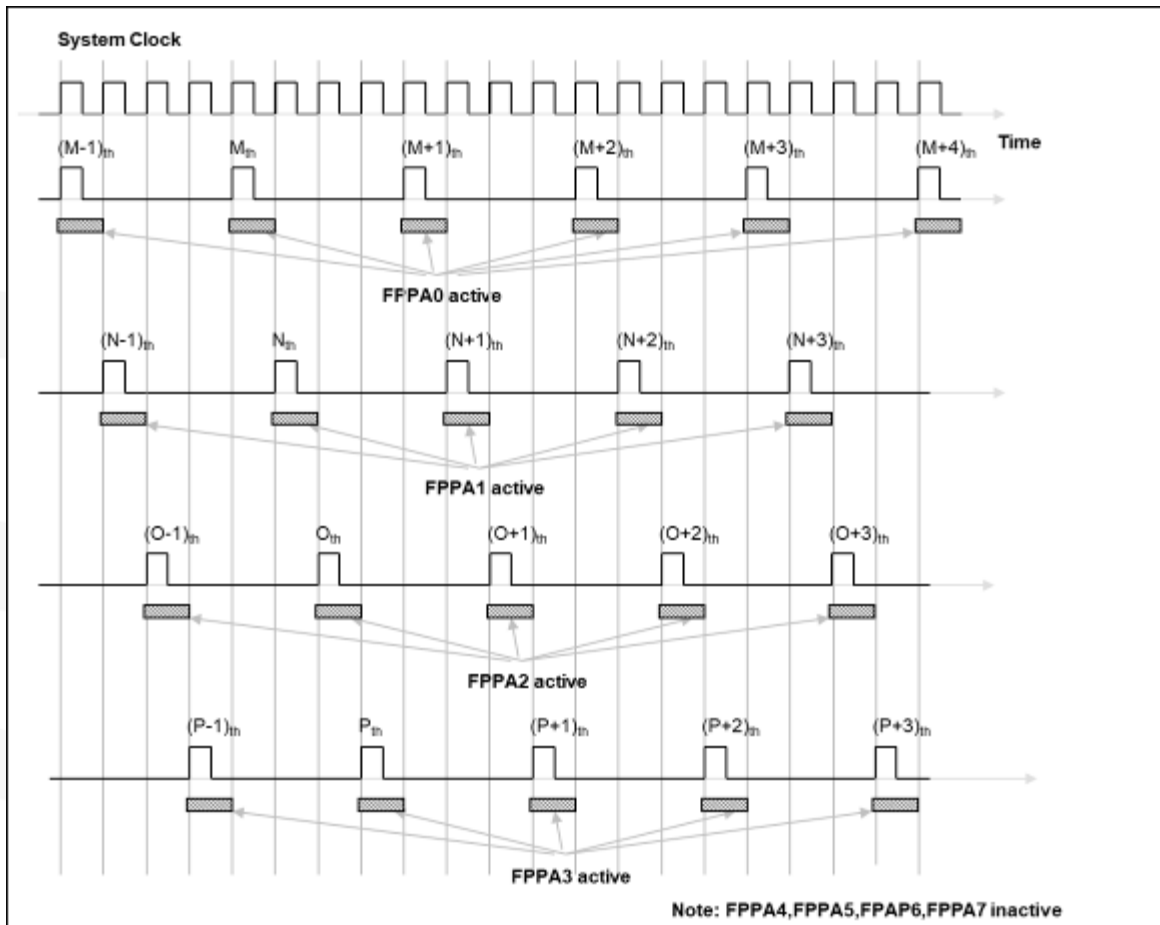 System Clock
Time
(M-1)th Mth (M+1)th (M+2)th (M+3)th (M+4)th
FPPA0 active
(N-1)th Nth (N+1)th (N+2)th (N+3)th
FPPA1 active
(O-1)th Oth (O+1)th (O+2)th (O+3)th
FPPA2 active
(P-1)th Pth (P+1)th (P+2)th (P+3)th
FPPA3 active
Note: FPPA4,FPPA5,FPAP6,FPPA7 inactive